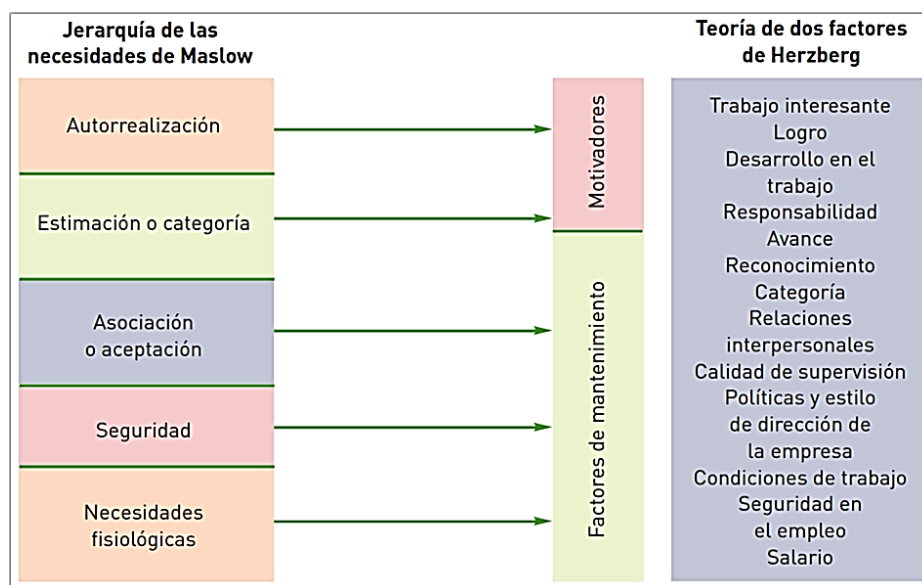 Jerarquía de las
necesidades de Maslow
Autorrealización
Estimación o categoría
Asociación
o aceptación
Seguridad
Necesidades
fisiológicas
Motivadores
Factores de mantenimiento
Teoría de dos factores
de Herzberg
Trabajo interesante
Logro
Desarrollo en el
trabajo
Responsabilidad
Avance
Reconocimiento
Categoría
Relaciones
interpersonales
Calidad de supervisión
Políticas y estilo
de dirección de
la empresa
Condiciones de trabajo
Seguridad en
el empleo
Salario